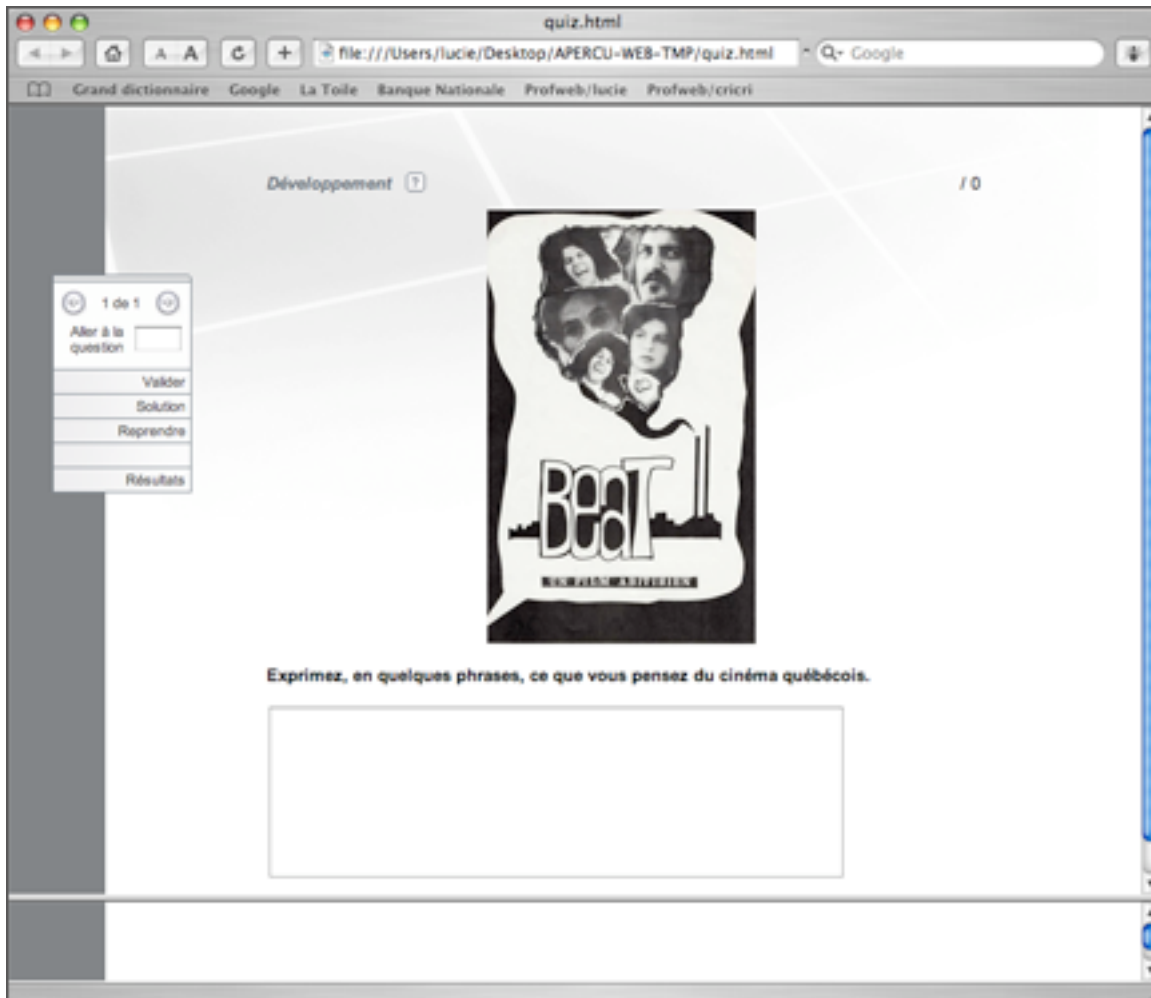 quiz.html
A A
file:///Users/lucie/Desktop/APERCU-WEB-TMP/quiz.html
Google
Grand dictionnaire Google La Toile Banque Nationale Profweb/lucie Profweb/cricri
Développement ?
/ 0
1 de 1
Aller à la
question
Valider
Solution
Reprendre
Résultats
BeaT
UN FILM ABITIBIEN
Exprimez, en quelques phrases, ce que vous pensez du cinéma québécois.